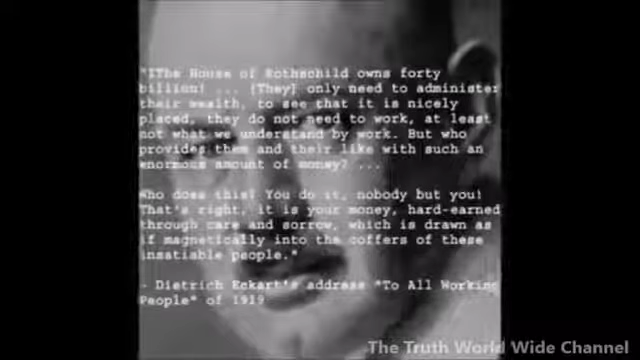 "[The House of Rothschild owns forty
billion! ... [They] only need to administer
their wealth, to see that it is nicely
placed, they do not need to work, at least
not what we understand by work. But who
provides them and their like with such an
enormous amount of money? ...
Who does this? You do it, nobody but you!
That's right, it is your money, hard-earned
through care and sorrow, which is drawn as
if magnetically into the coffers of these
insatiable people."
- Dietrich Eckart's address "To All Working
People" of 1919
The Truth World Wide Channel